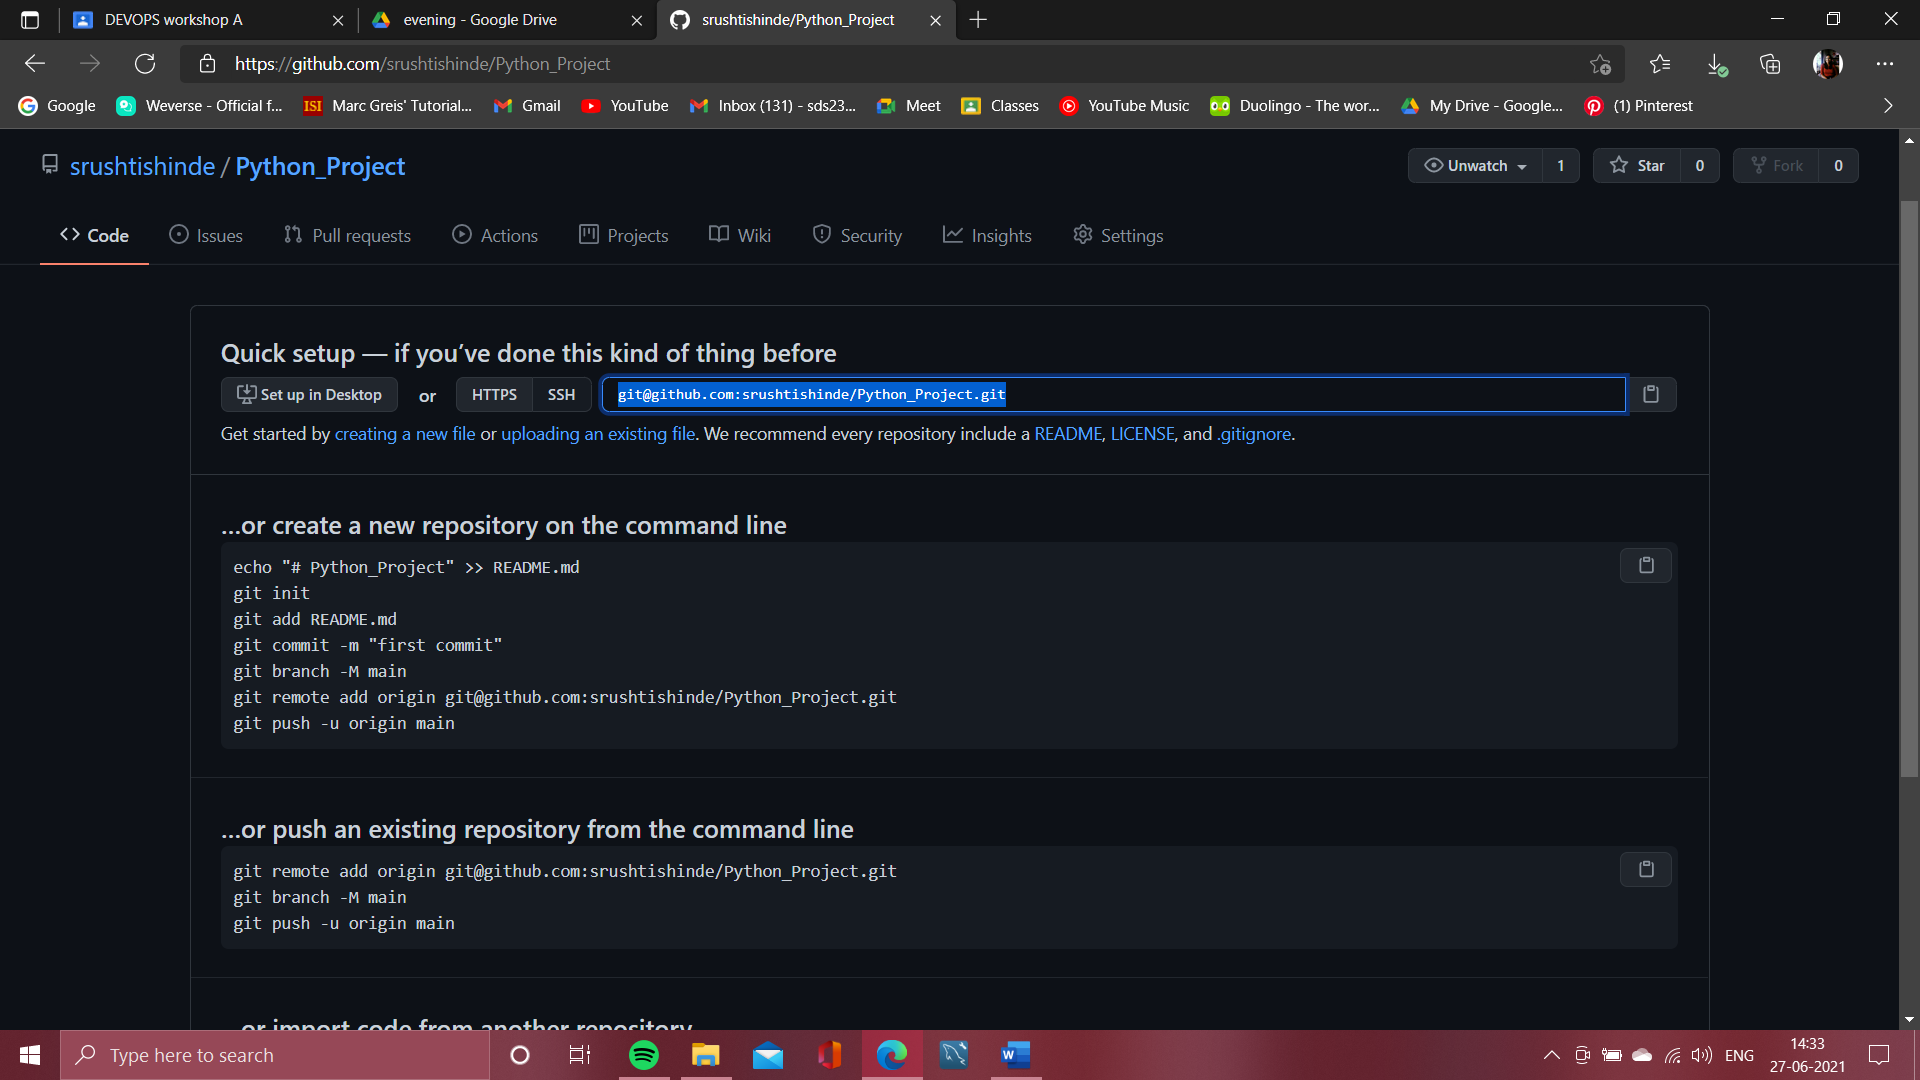 DEVOPS workshop A
evening - Google Drive
srushtishinde/Python_Project
https://github.com/srushtishinde/Python_Project
Google
Weverse - Official f...
ISI Marc Greis' Tutorial...
Gmail
YouTube
Inbox (131) - sds23...
Meet
Classes
YouTube Music
Duolingo - The wor...
My Drive - Google...
(1) Pinterest
srushtishinde / Python_Project
Unwatch 1
Star 0
Fork 0
Code
Issues
Pull requests
Actions
Projects
Wiki
Security
Insights
Settings
Quick setup — if you’ve done this kind of thing before
Set up in Desktop or HTTPS SSH git@github.com:srushtishinde/Python_Project.git
Get started by creating a new file or uploading an existing file. We recommend every repository include a README, LICENSE, and .gitignore.
...or create a new repository on the command line
echo "# Python_Project" >> README.md
git init
git add README.md
git commit -m "first commit"
git branch -M main
git remote add origin git@github.com:srushtishinde/Python_Project.git
git push -u origin main
...or push an existing repository from the command line
git remote add origin git@github.com:srushtishinde/Python_Project.git
git branch -M main
git push -u origin main
...or import code from another repository
Type here to search
ENG
14:33
27-06-2021